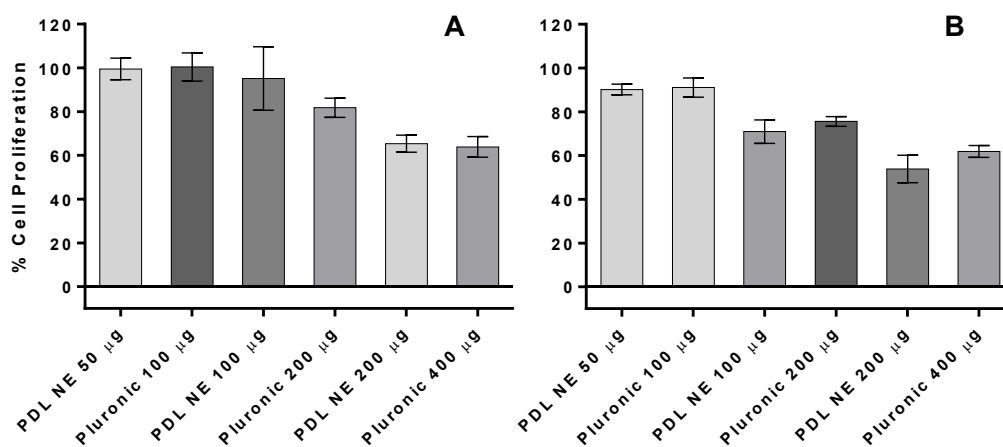 A
% Cell Proliferation
120
100
80
60
40
20
0
PDL NE 50 μg
Pluronic 100 μg
PDL NE 100 μg
Pluronic 200 μg
PDL NE 200 μg
Pluronic 400 μg
B
120
100
80
60
40
20
0
PDL NE 50 μg
Pluronic 100 μg
PDL NE 100 μg
Pluronic 200 μg
PDL NE 200 μg
Pluronic 400 μg